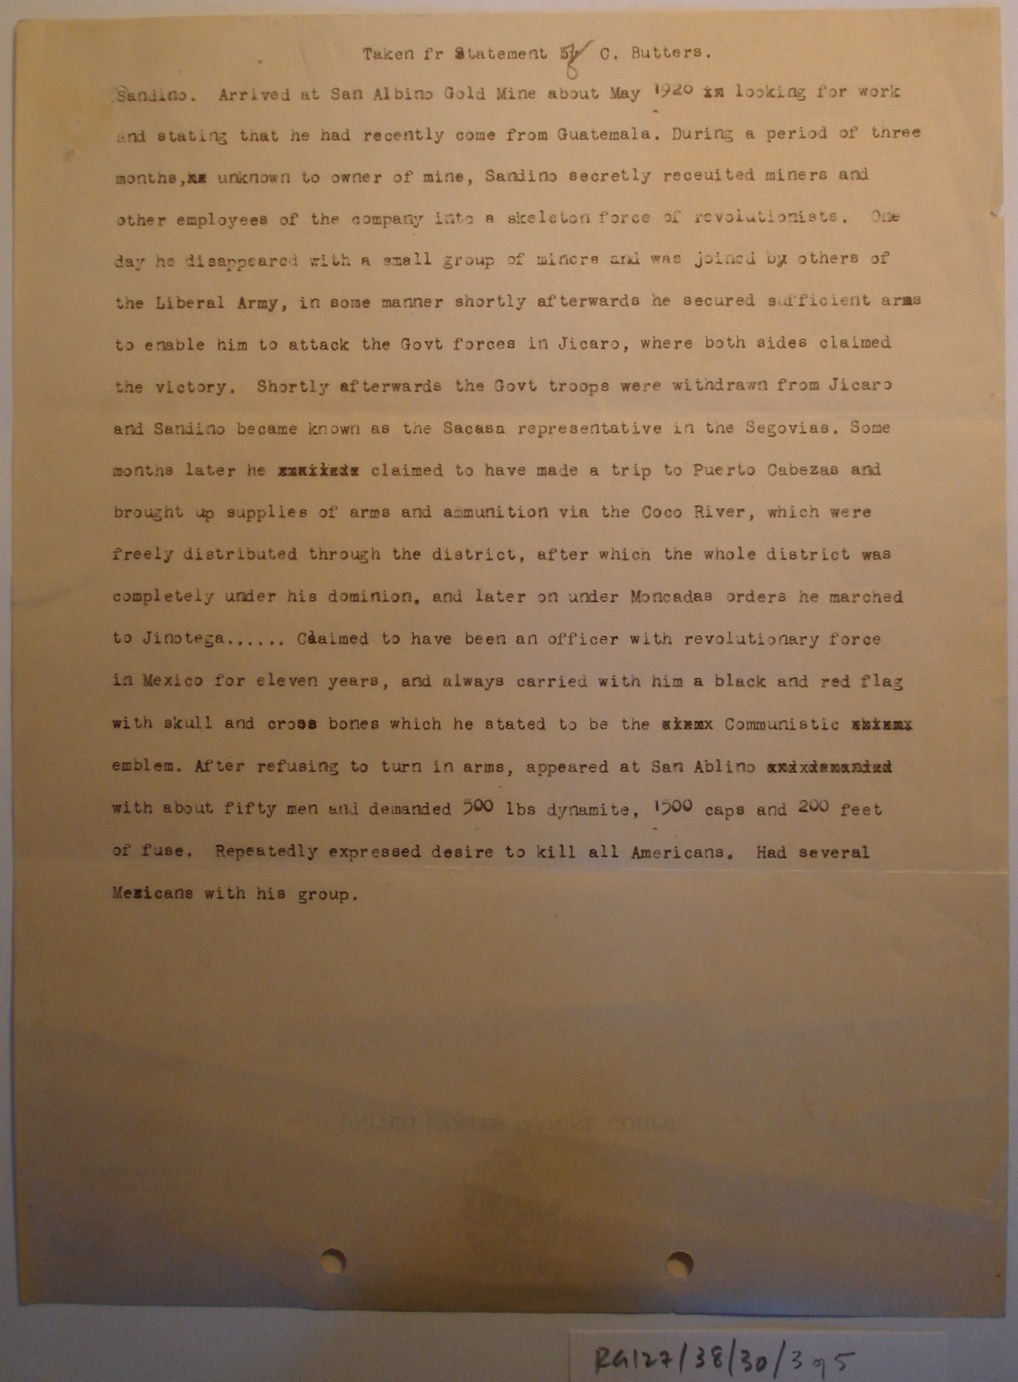 Taken fr Statement of C. Butters.
Sandino. Arrived at San Albino Gold Mine about May 1926 looking for work
and stating that he had recently come from Guatemala. During a period of three
months, unknown to owner of mine, Sandino secretly receuited miners and
other employees of the company into a skeleton force of revolutionists. One
day he disappeared with a small group of miners and was joined by others of
the Liberal Army, in some manner shortly afterwards he secured sufficient arms
to enable him to attack the Govt forces in Jicaro, where both sides claimed
the victory. Shortly afterwards the Govt troops were withdrawn from Jicaro
and Sandino became known as the Sacasa representative in the Segovias. Some
months later he claimed to have made a trip to Puerto Cabezas and
brought up supplies of arms and ammunition via the Coco River, which were
freely distributed through the district, after which the whole district was
completely under his dominion, and later on under Moncadas orders he marched
to Jinotega...... Claimed to have been an officer with revolutionary force
in Mexico for eleven years, and always carried with him a black and red flag
with skull and cross bones which he stated to be the Communistic
emblem. After refusing to turn in arms, appeared at San Ablino
with about fifty men and demanded 500 lbs dynamite, 1500 caps and 200 feet
of fuse. Repeatedly expressed desire to kill all Americans. Had several
Mexicans with his group.
UNITED STATES MARINE CORPS
RG127/38/30/3 of 5